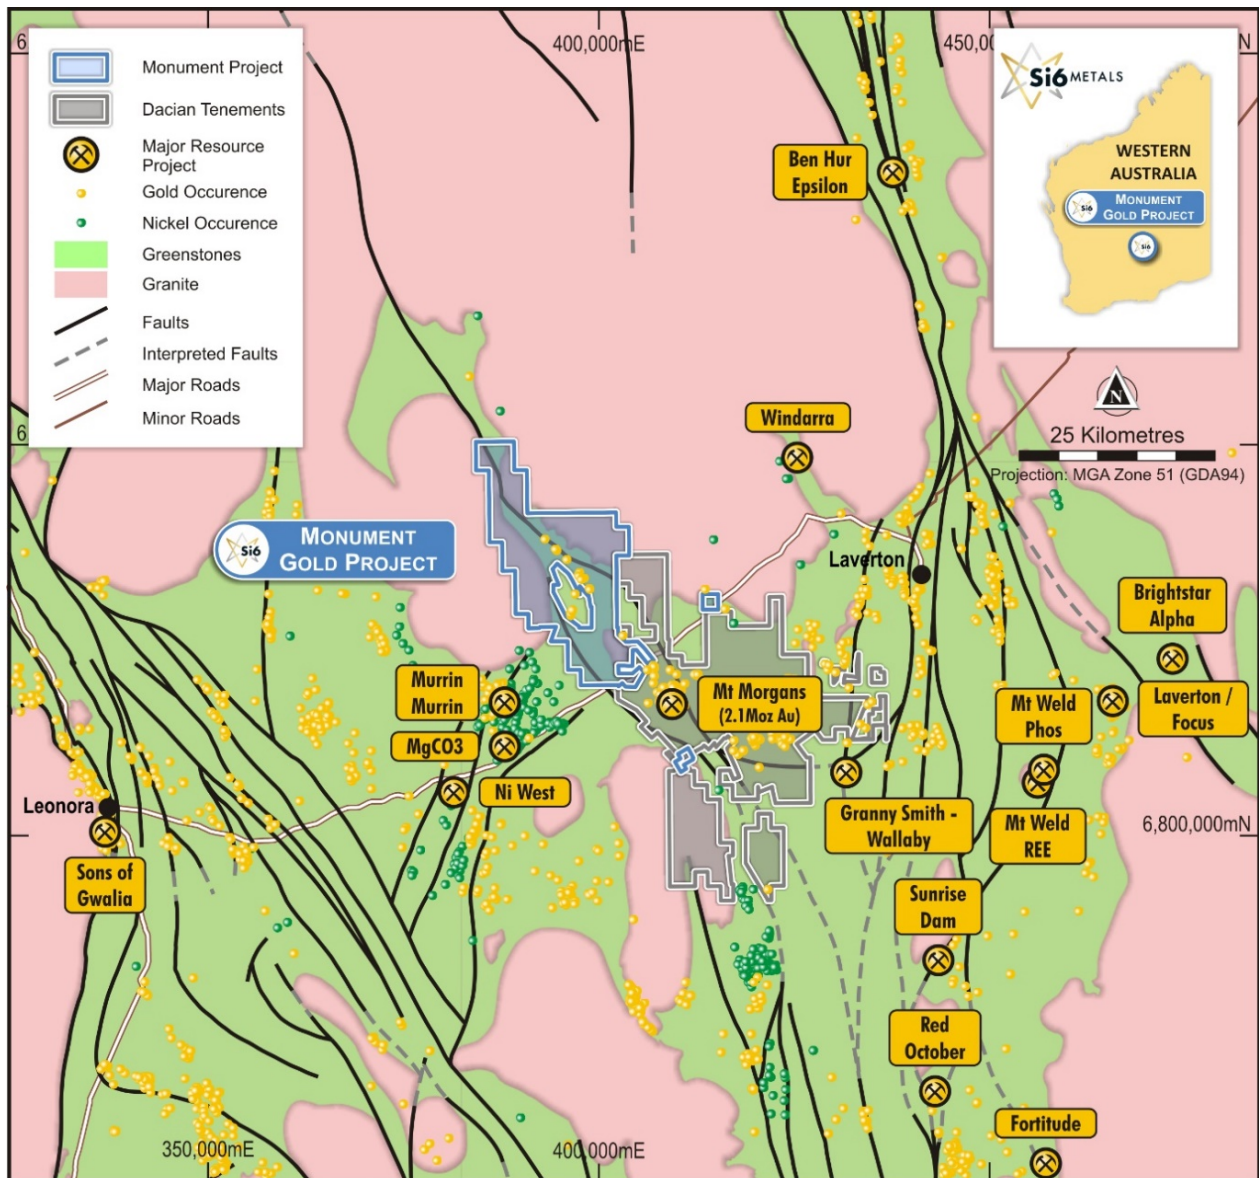 6
400,000mE
450,00
N
Monument Project
Dacian Tenements
Major Resource
Project
Gold Occurence
Nickel Occurence
Greenstones
Granite
Faults
Interpreted Faults
Major Roads
Minor Roads
Si6 METALS
WESTERN
AUSTRALIA
Si6
MONUMENT
GOLD PROJECT
Si6
Ben Hur
Epsilon
N
25 Kilometres
Projection: MGA Zone 51 (GDA94)
6
Windarra
Si6
MONUMENT
GOLD PROJECT
Laverton
Brightstar
Alpha
Murrin
Murrin
Mt Morgans
(2.1Moz Au)
Mt Weld
Phos
Laverton /
Focus
MgCO3
Ni West
Leonora
Granny Smith -
Wallaby
Mt Weld
REE
6,800,000mN
Sons of
Gwalia
Sunrise
Dam
Red
October
Fortitude
350,000mE
400,000mE